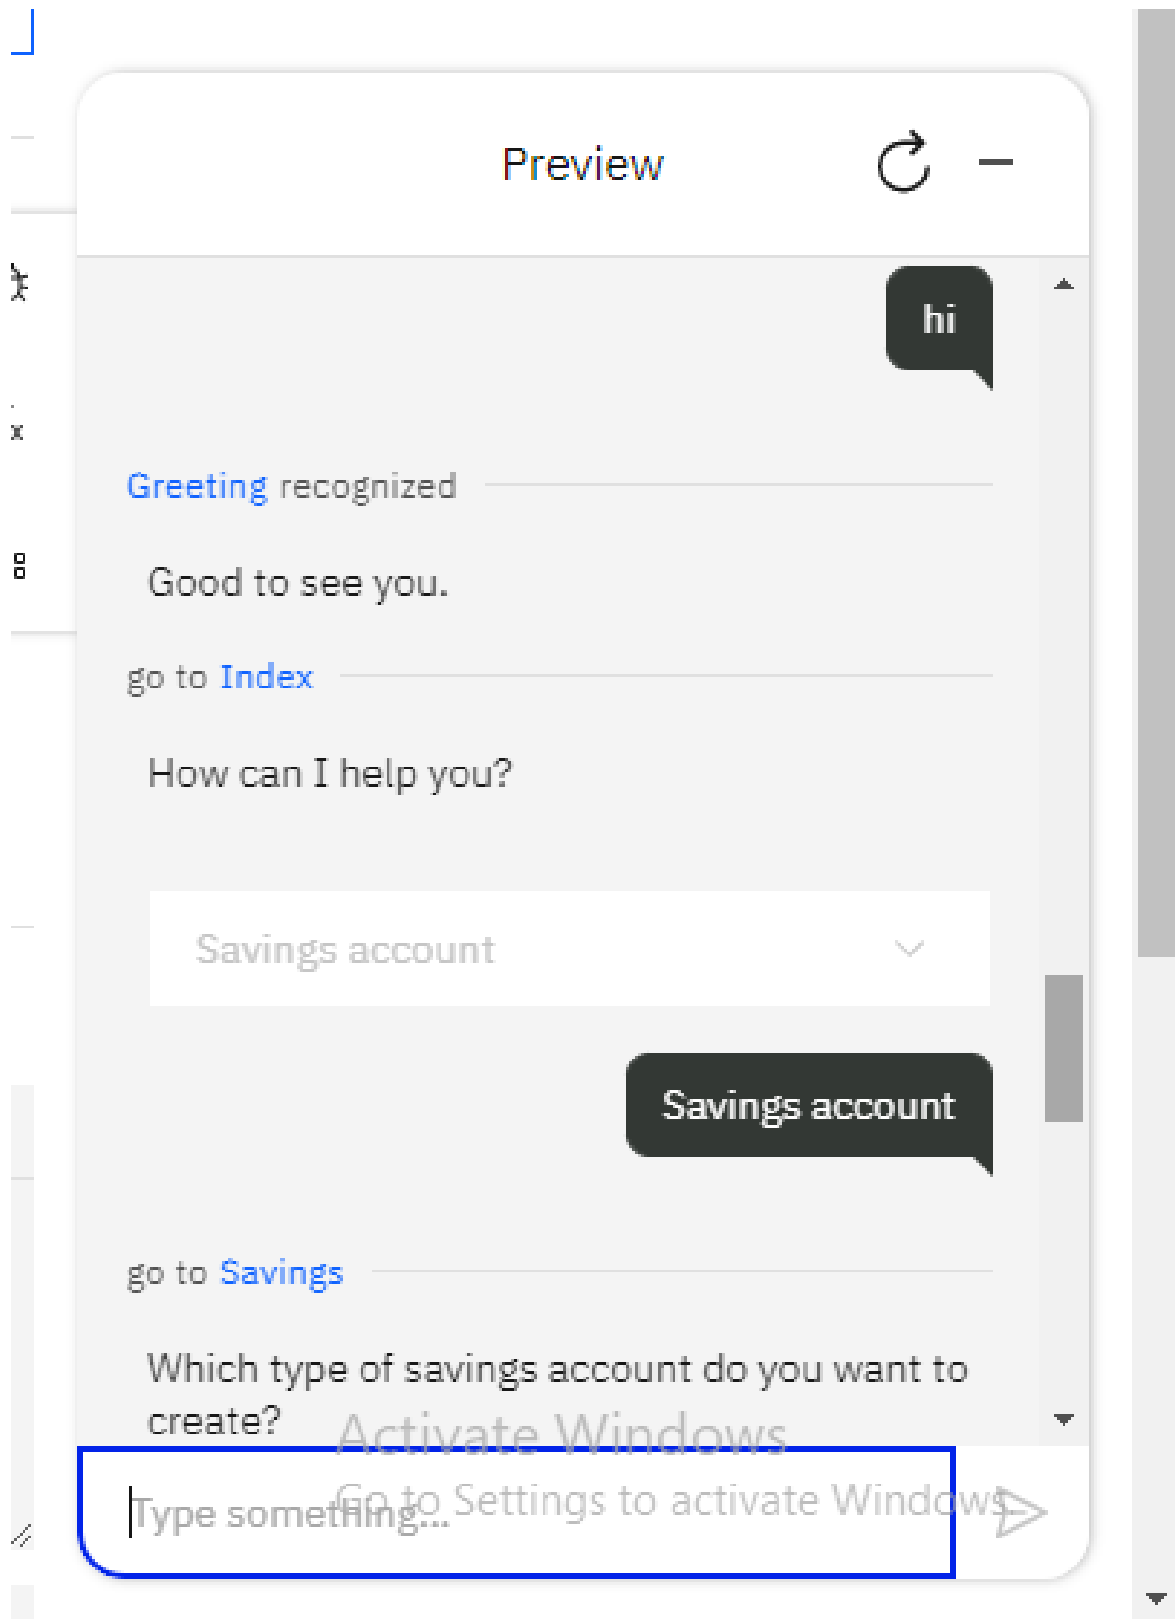 Preview
hi
Greeting recognized
Good to see you.
go to Index
How can I help you?
Savings account
Savings account
go to Savings
Which type of savings account do you want to
create?
Activate Windows
Go to Settings to activate Windows.
Type something...